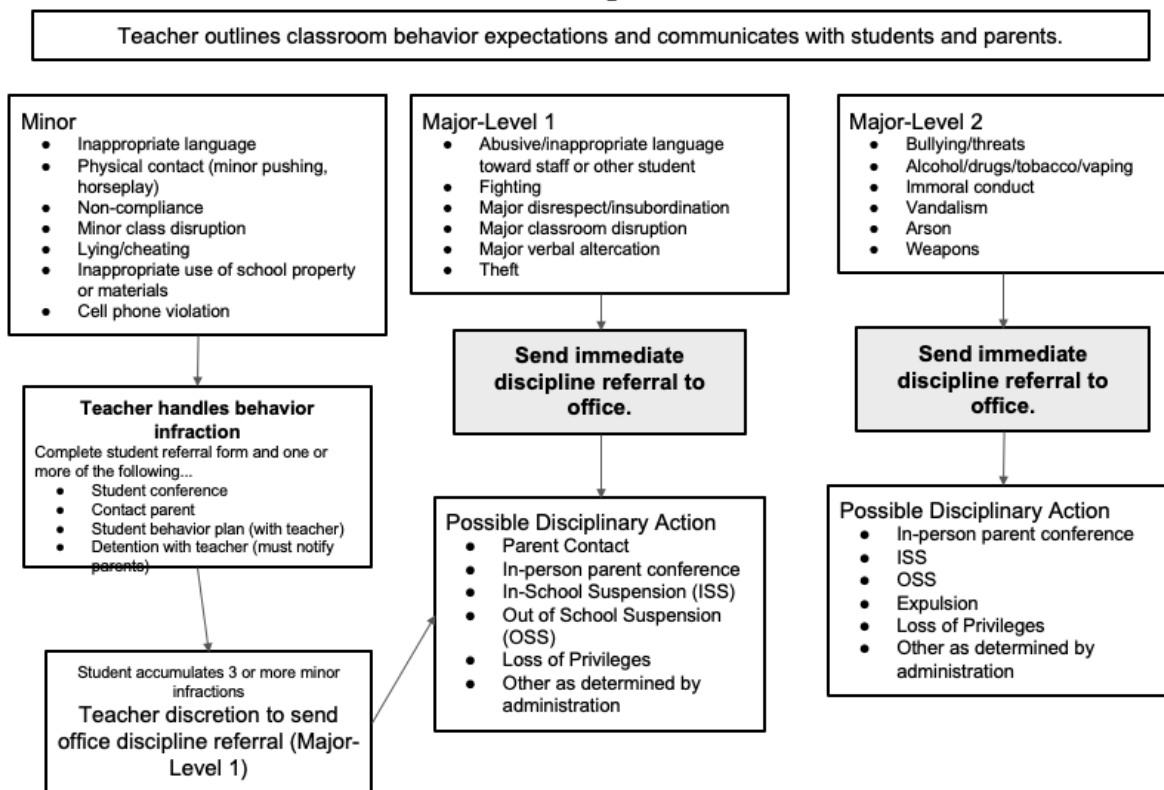 Teacher outlines classroom behavior expectations and communicates with students and parents.
Minor
● Inappropriate language
● Physical contact (minor pushing,
horseplay)
● Non-compliance
● Minor class disruption
● Lying/cheating
● Inappropriate use of school property
or materials
● Cell phone violation
Teacher handles behavior
infraction
Complete student referral form and one or
more of the following...
● Student conference
● Contact parent
● Student behavior plan (with teacher)
● Detention with teacher (must notify
parents)
Student accumulates 3 or more minor
infractions
Teacher discretion to send
office discipline referral (Major-
Level 1)
Major-Level 1
● Abusive/inappropriate language
toward staff or other student
● Fighting
● Major disrespect/insubordination
● Major classroom disruption
● Major verbal altercation
● Theft
Send immediate
discipline referral to
office.
Possible Disciplinary Action
● Parent Contact
● In-person parent conference
● In-School Suspension (ISS)
● Out of School Suspension
(OSS)
● Loss of Privileges
● Other as determined by
administration
Major-Level 2
● Bullying/threats
● Alcohol/drugs/tobacco/vaping
● Immoral conduct
● Vandalism
● Arson
● Weapons
Send immediate
discipline referral to
office.
Possible Disciplinary Action
● In-person parent conference
● ISS
● OSS
● Expulsion
● Loss of Privileges
● Other as determined by
administration